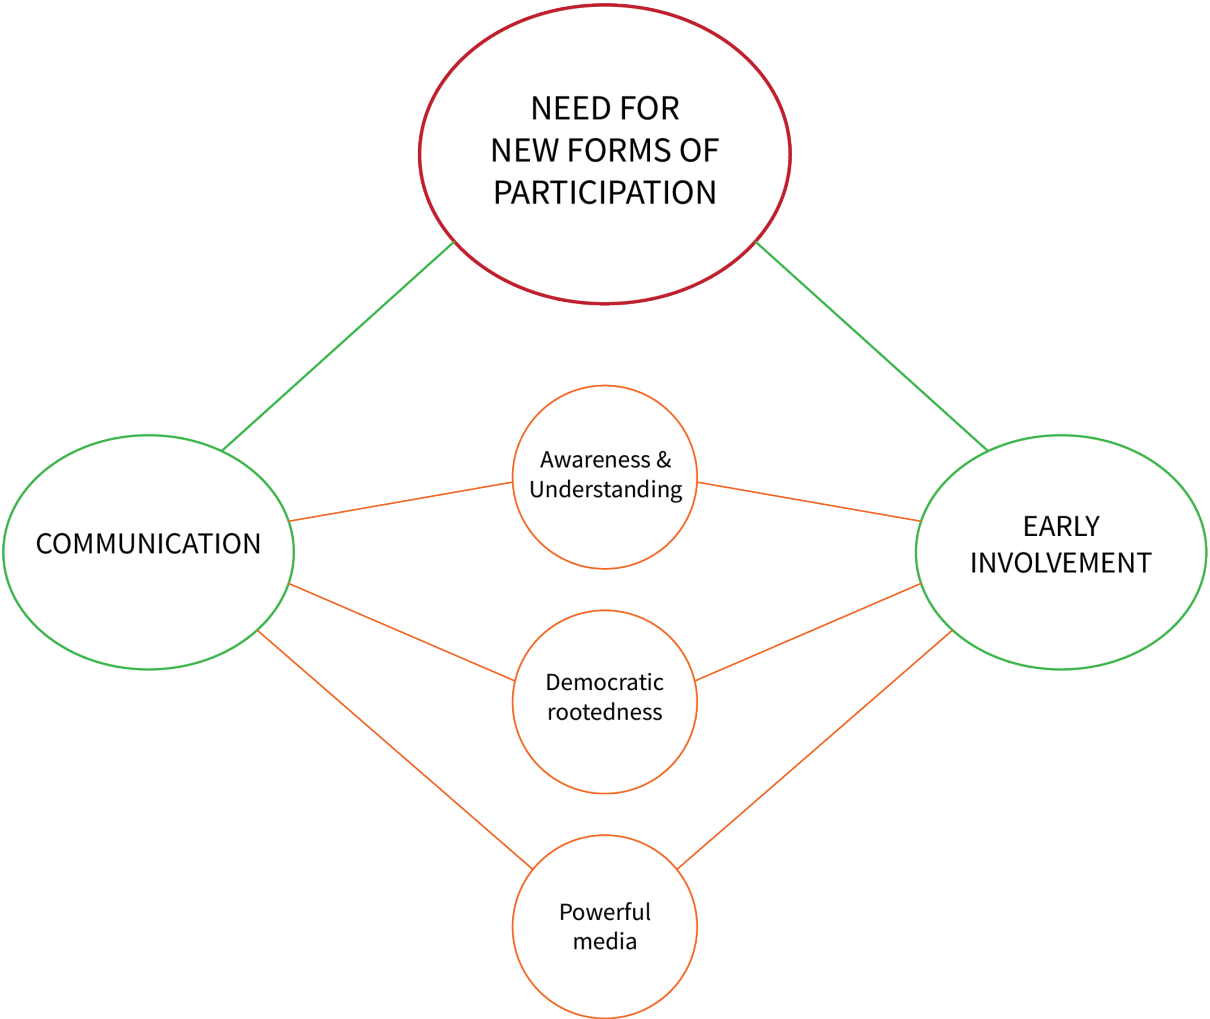 NEED FOR
NEW FORMS OF
PARTICIPATION
Awareness &
Understanding
COMMUNICATION
EARLY
INVOLVEMENT
Democratic
rootedness
Powerful
media